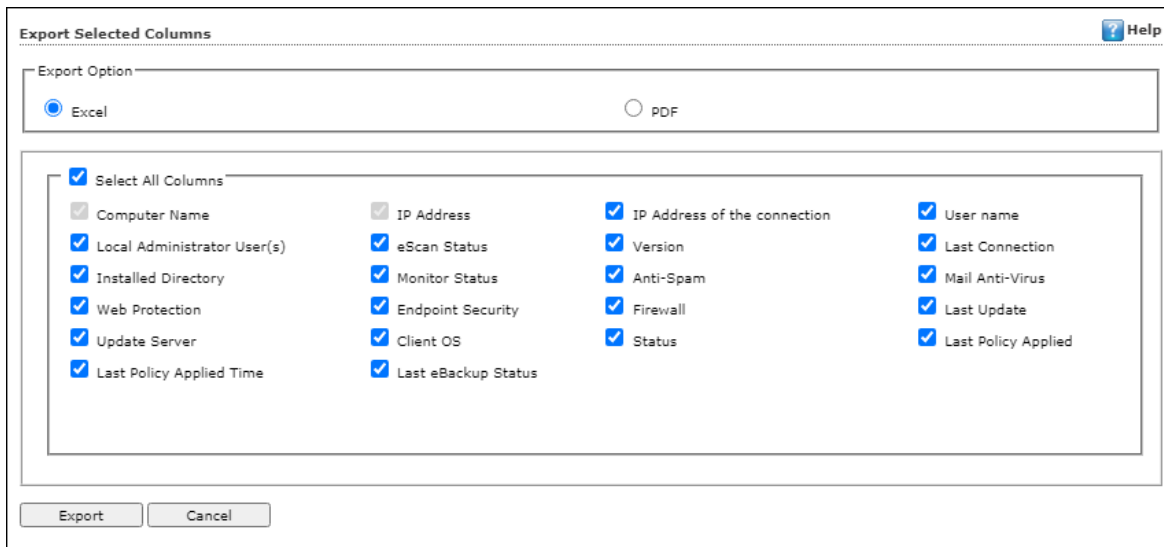 Export Selected Columns Help
Export Option
Excel PDF
Select All Columns
Computer Name IP Address IP Address of the connection User name
Local Administrator User(s) eScan Status Version Last Connection
Installed Directory Monitor Status Anti-Spam Mail Anti-Virus
Web Protection Endpoint Security Firewall Last Update
Update Server Client OS Status Last Policy Applied
Last Policy Applied Time Last eBackup Status
Export Cancel